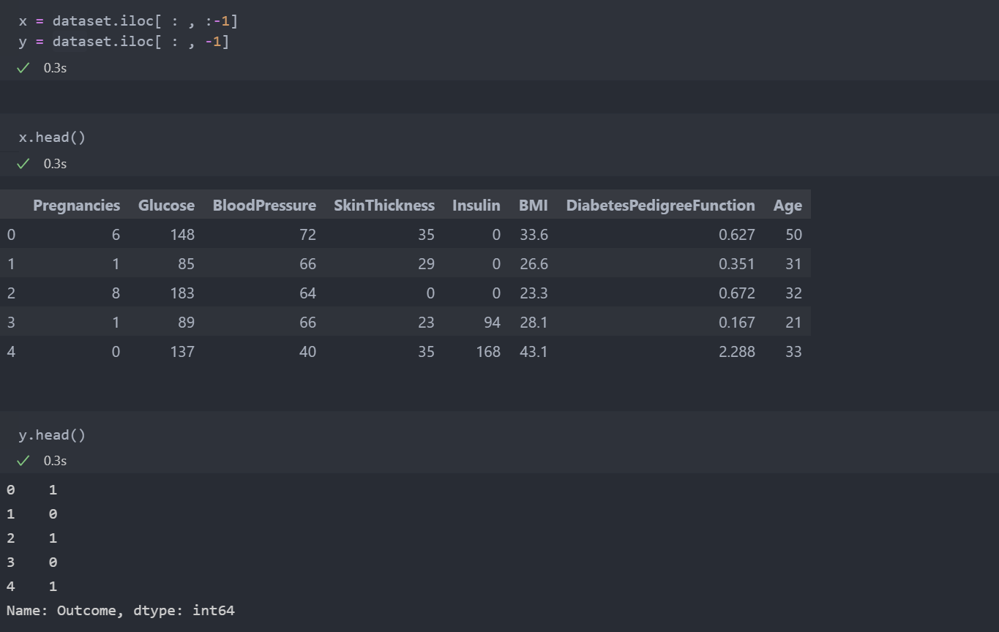 x = dataset.iloc[ : , :-1]
y = dataset.iloc[ : , -1]
✓ 0.3s
x.head()
✓ 0.3s
Pregnancies Glucose BloodPressure SkinThickness Insulin BMI DiabetesPedigreeFunction Age
0 6 148 72 35 0 33.6 0.627 50
1 1 85 66 29 0 26.6 0.351 31
2 8 183 64 0 0 23.3 0.672 32
3 1 89 66 23 94 28.1 0.167 21
4 0 137 40 35 168 43.1 2.288 33
y.head()
✓ 0.3s
0 1
1 0
2 1
3 0
4 1
Name: Outcome, dtype: int64